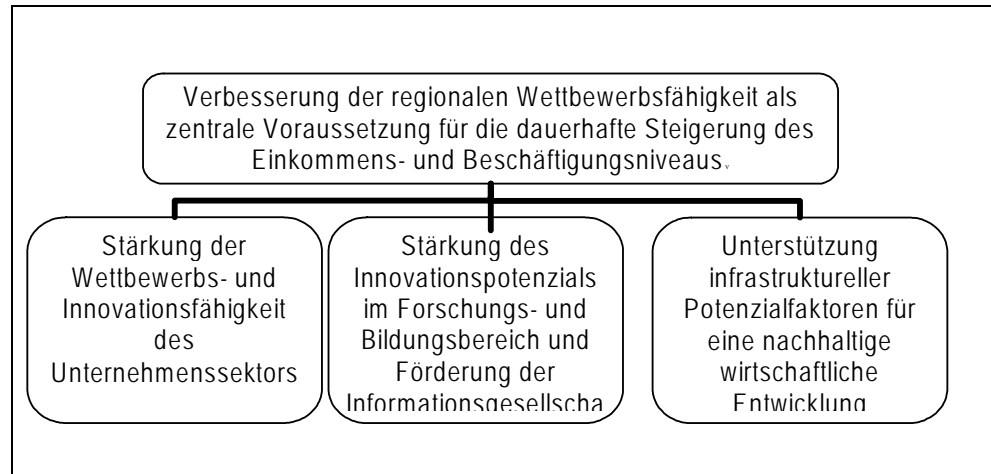 Verbesserung der regionalen Wettbewerbsfähigkeit als
zentrale Voraussetzung für die dauerhafte Steigerung des
Einkommens- und Beschäftigungsniveaus.
Stärkung der
Wettbewerbs- und
Innovationsfähigkeit
des
Unternehmenssektors
Stärkung des
Innovationspotenzials
im Forschungs- und
Bildungsbereich und
Förderung der
Informationsgesellscha
Unterstützung
infrastruktureller
Potenzialfaktoren für
eine nachhaltige
wirtschaftliche
Entwicklung